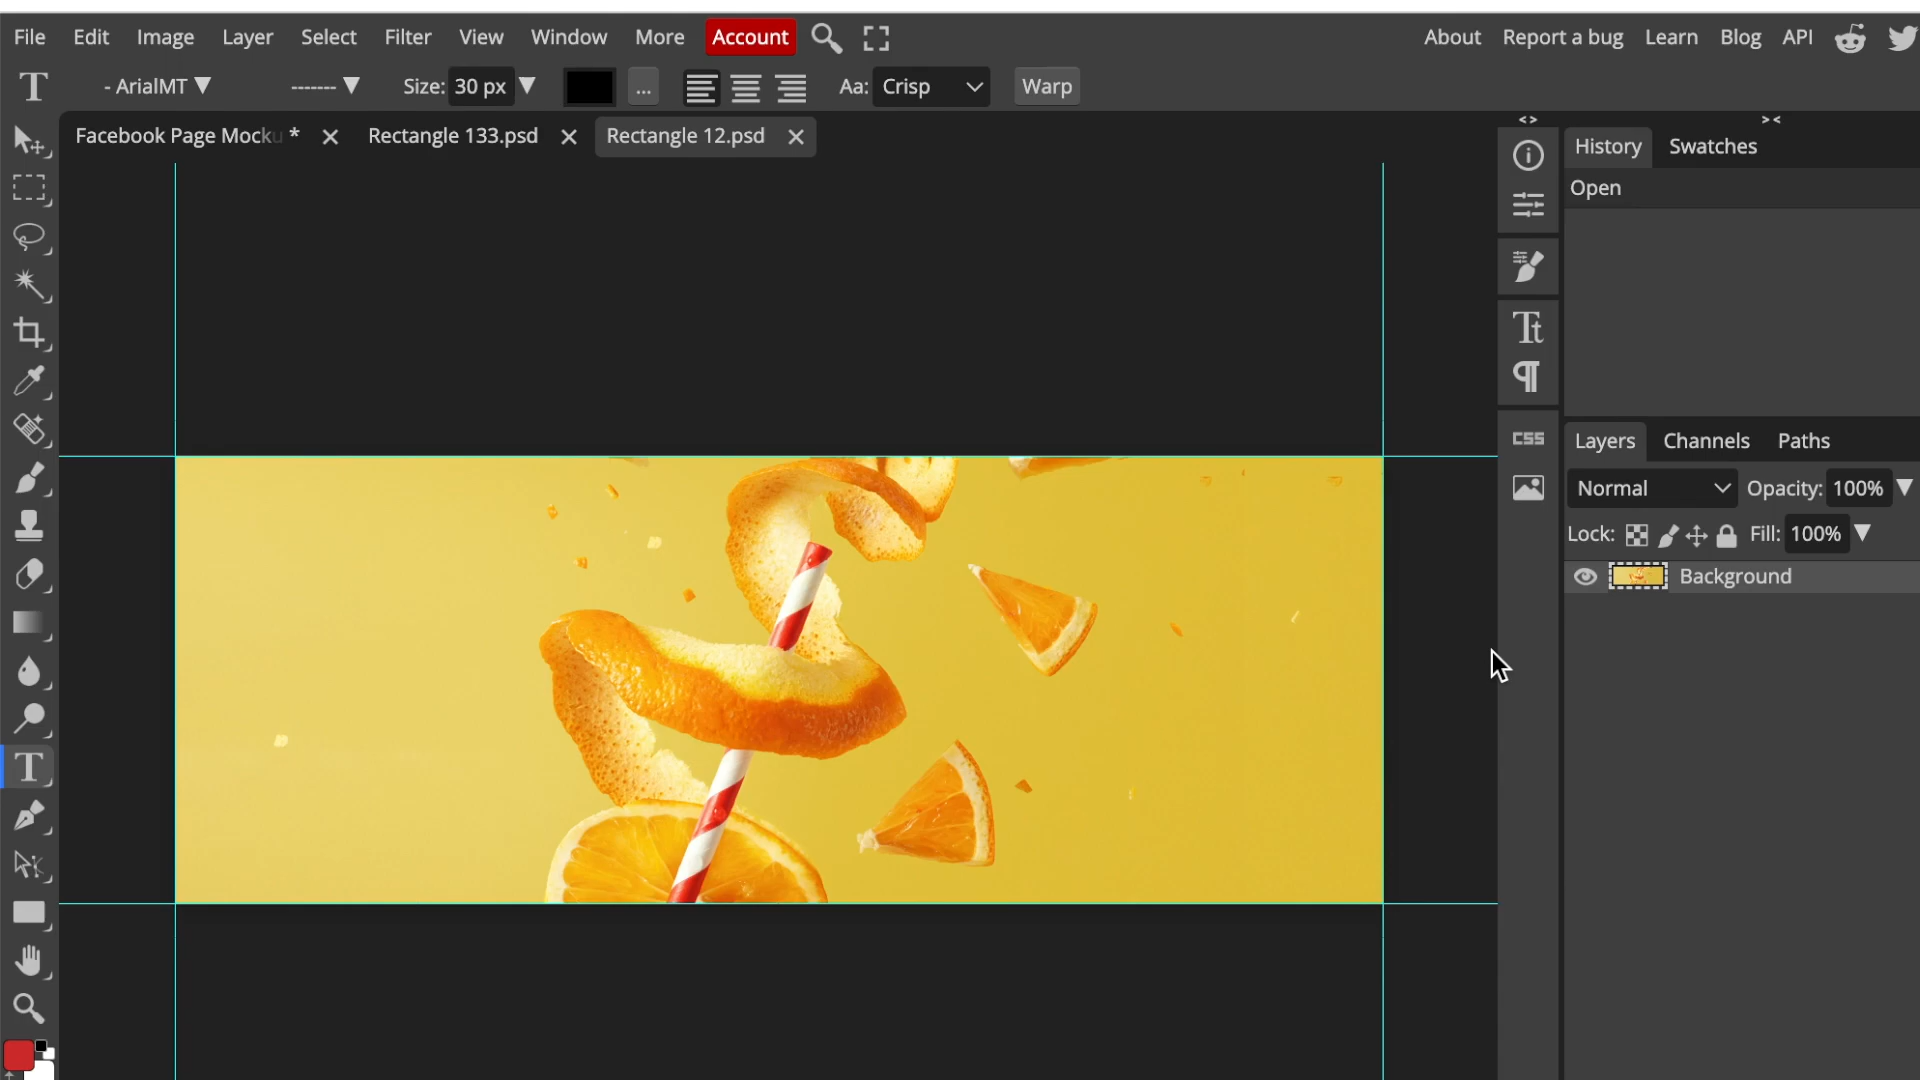 File Edit Image Layer Select Filter View Window More Account About Report a bug Learn Blog API
T - ArialMT ------- Size: 30 px ... Aa: Crisp Warp
Facebook Page Mocku * Rectangle 133.psd Rectangle 12.psd <> ><
History Swatches
Open
Tt
CSS
Layers Channels Paths
Normal Opacity: 100%
Lock: Fill: 100%
Background
T